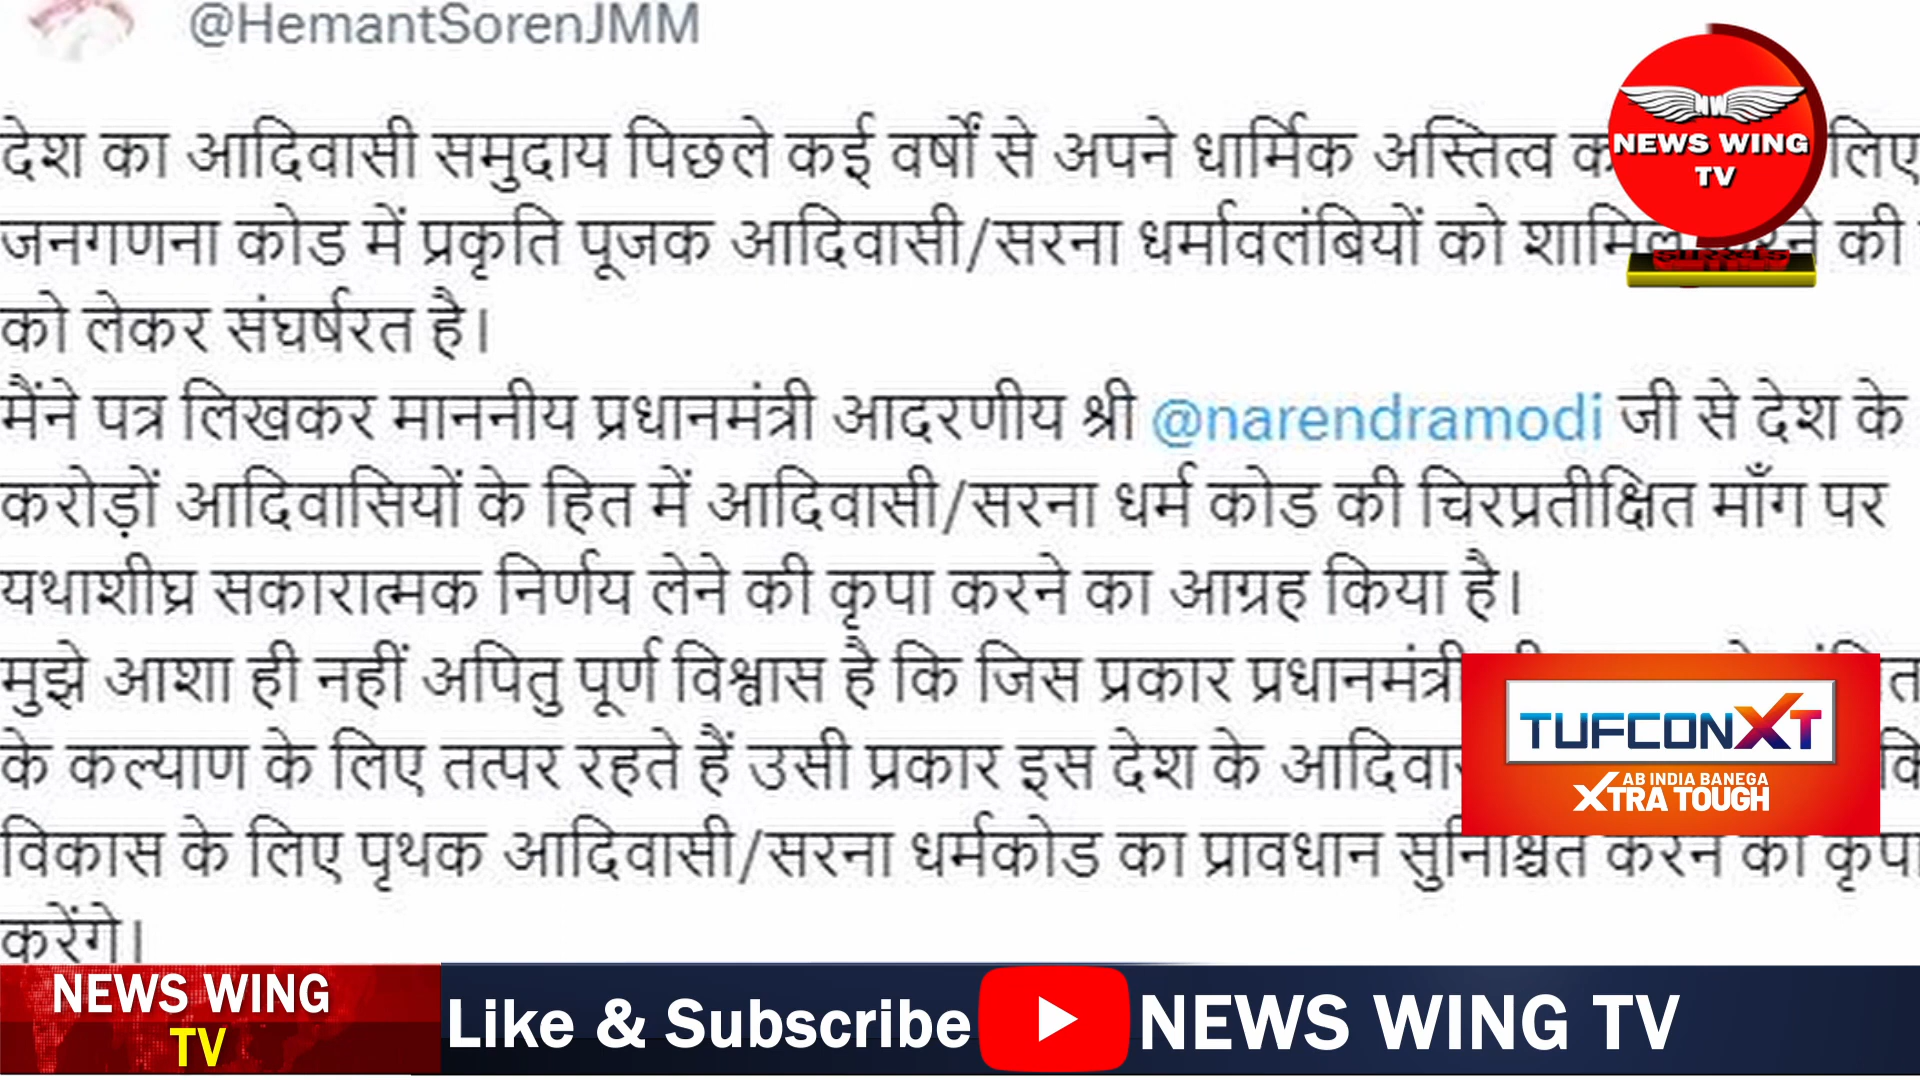 @HemantSorenJMM
देश का आदिवासी समुदाय पिछले कई वर्षों से अपने धार्मिक अस्तित्व लिए
जनगणना कोड में प्रकृति पूजक आदिवासी/सरना धर्मावलंबियों को की
को लेकर संघर्षरत है।
मैंने पत्र लिखकर माननीय प्रधानमंत्री आदरणीय श्री @narendramodi जी से देश के
करोड़ों आदिवासियों के हित में आदिवासी/सरना धर्म कोड की चिरप्रतीक्षित माँग पर
यथाशीघ्र सकारात्मक निर्णय लेने की कृपा करने का आग्रह किया है।
मुझे आशा ही नहीं अपितु पूर्ण विश्वास है कि जिस प्रकार प्रधानमंत्री
के कल्याण के लिए तत्पर रहते हैं उसी प्रकार इस देश के
विकास के लिए पृथक आदिवासी/सरना धर्मकोड का प्रावधान सुनिश्चित करने की कृपा
करेंगे।
NW
NEWS WING
TV
TUFCONXT
AB INDIA BANEGA
XTRA TOUGH
NEWS WING
TV
Like & Subscribe NEWS WING TV